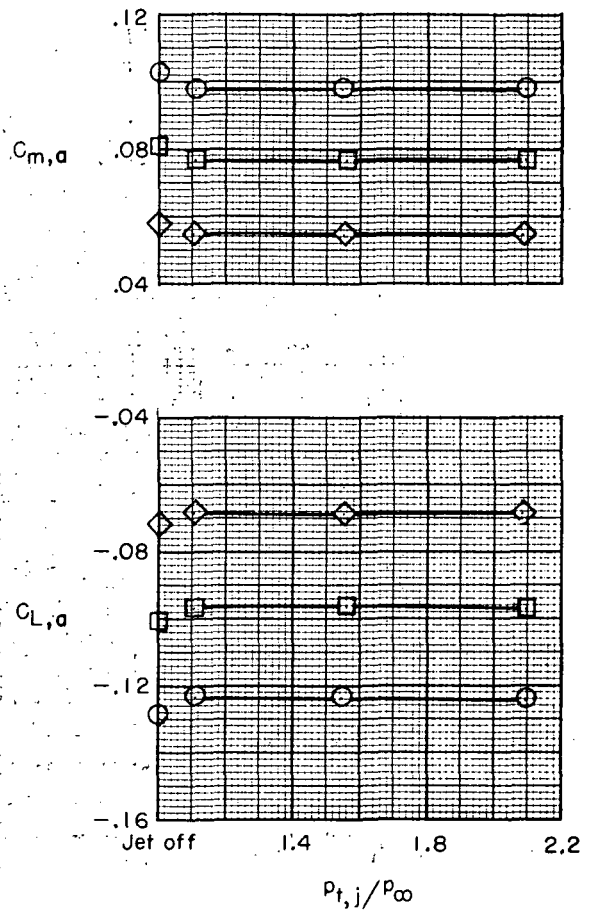 .12
C_{m,a}
.08
.04
-.04
-.08
C_{L,a}
-.12
-.16
Jet off 1.4 1.8 2.2
p_{t,j}/p_∞